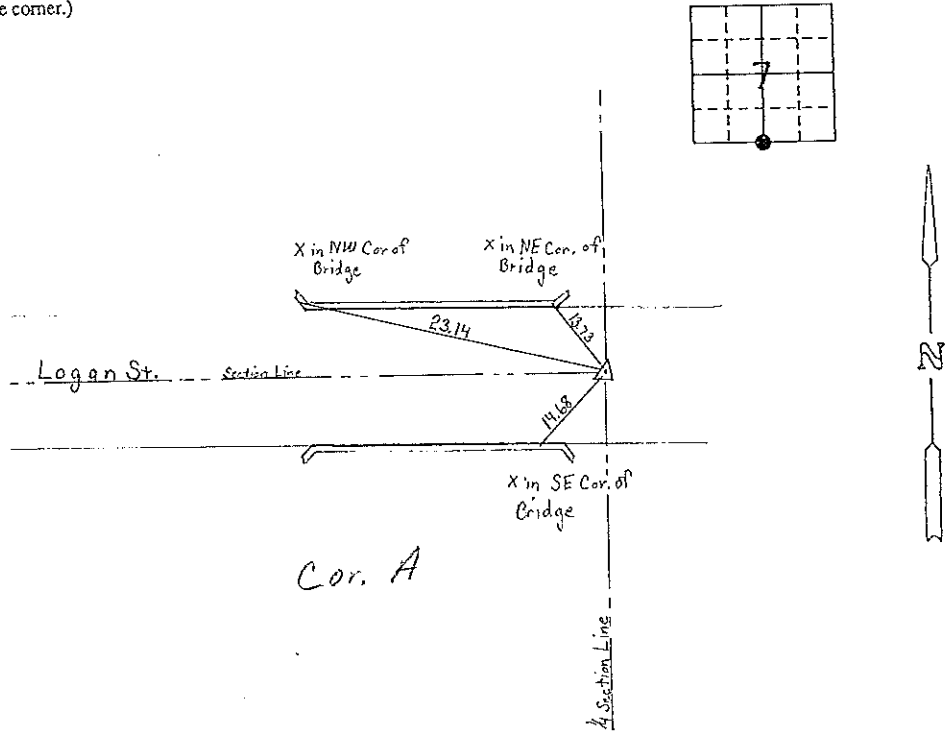 e corner.)
7
X in NW Cor of
Bridge
X in NE Cor. of
Bridge
23.14
13.73
Logan St.
Section Line
14.68
X in SE Cor. of
Bridge
Cor. A
1/4 Section Line
N